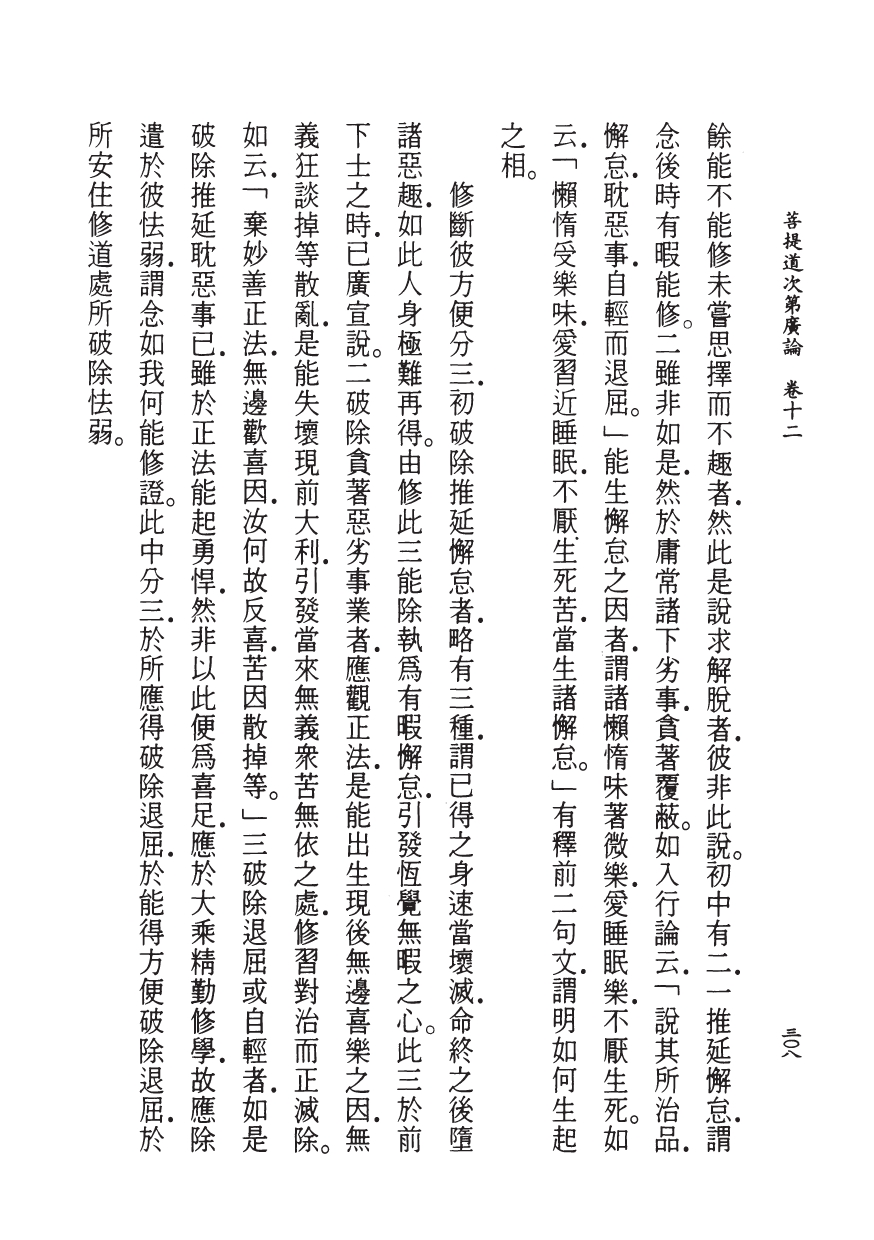 菩提道次第廣論　卷十二
三〇八
餘能不能修未嘗思擇而不趣者．然此是說求解脫者．彼非此說。初中有二．一推延懈怠．謂
念後時有暇能修。二雖非如是．然於庸常諸下劣事．貪著覆蔽。如入行論云．「說其所治品．
懈怠．耽惡事．自輕而退屈。」能生懈怠之因者．謂諸懶惰味著微樂．愛睡眠樂．不厭生死。如
云．「懶惰受樂味．愛習近睡眠．不厭生死苦．當生諸懈怠。」有釋前二句文．謂明如何生起
之相。
修斷彼方便分三．初破除推延懈怠者．略有三種．謂已得之身速當壞滅．命終之後墮
諸惡趣．如此人身極難再得。由修此三能除執爲有暇懈怠．引發恆覺無暇之心。此三於前
下士之時．已廣宣說。二破除貪著惡劣事業者．應觀正法．是能出生現後無邊喜樂之因．無
義狂談掉等散亂．是能失壞現前大利．引發當來無義衆苦無依之處．修習對治而正滅除。
如云．「棄妙善正法．無邊歡喜因．汝何故反喜．苦因散掉等。」三破除退屈或自輕者．如是
破除推延耽惡事已．雖於正法能起勇悍．然非以此便爲喜足．應於大乘精勤修學．故應除
遣於彼怯弱．謂念如我何能修證。此中分三．於所應得破除退屈．於能得方便破除退屈．於
所安住修道處所破除怯弱。